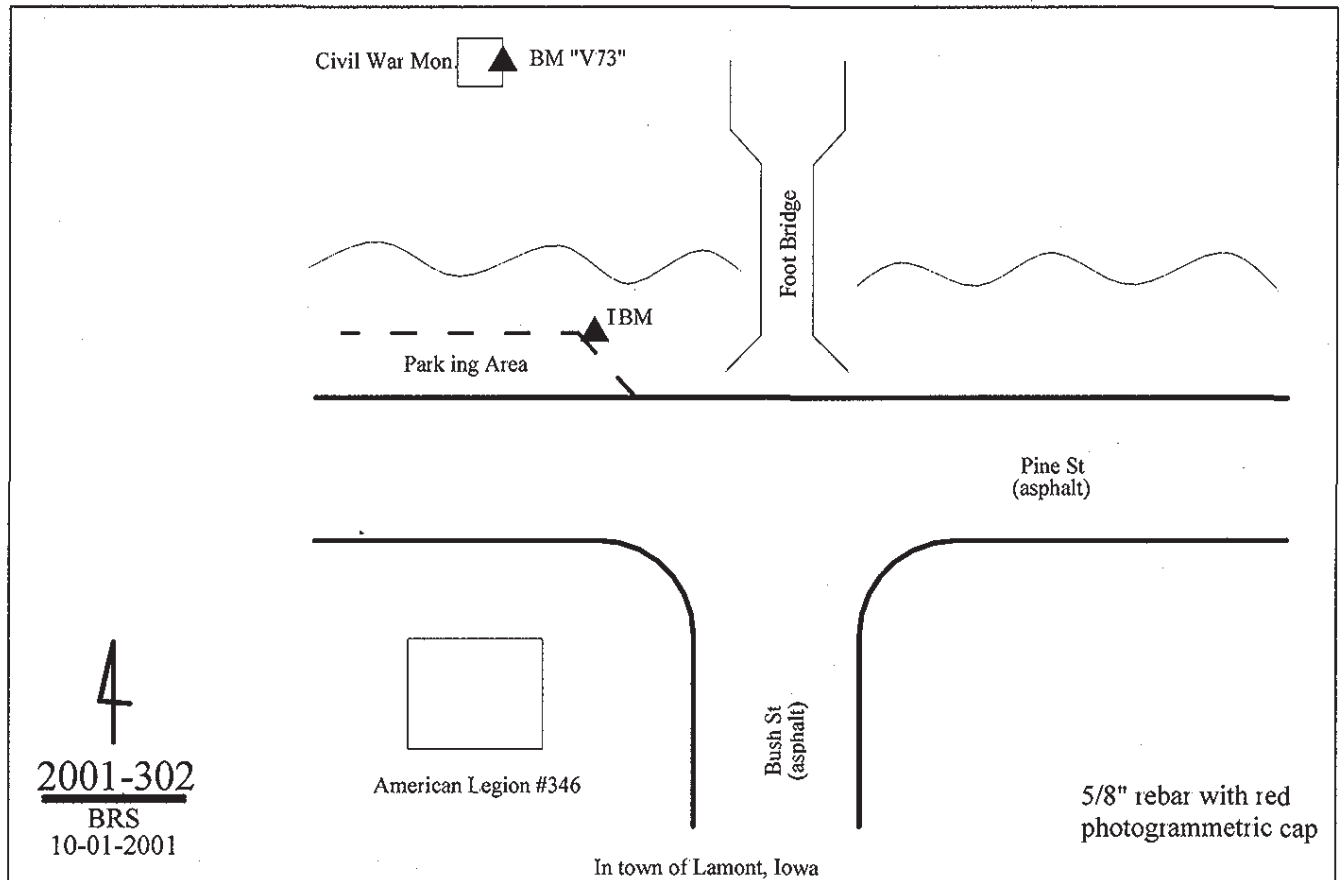 Civil War Mon.
BM "V73"
Foot Bridge
IBM
Park ing Area
Pine St
(asphalt)
Bush St
(asphalt)
American Legion #346
2001-302
BRS
10-01-2001
5/8" rebar with red
photogrammetric cap
In town of Lamont, Iowa